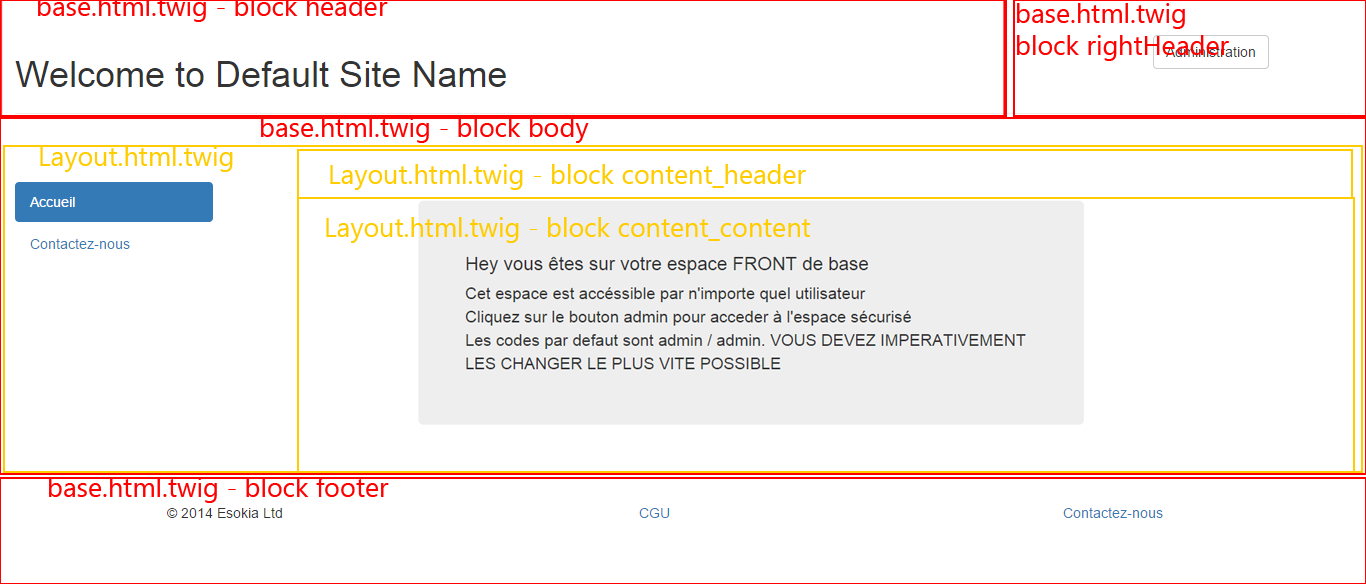 base.html.twig - block header
base.html.twig
block rightHeader
Administration
Welcome to Default Site Name
base.html.twig - block body
Layout.html.twig
Layout.html.twig - block content_header
Accueil
Layout.html.twig - block content_content
Contactez-nous
Hey vous êtes sur votre espace FRONT de base
Cet espace est accéssible par n'importe quel utilisateur
Cliquez sur le bouton admin pour acceder à l'espace sécurisé
Les codes par defaut sont admin / admin. VOUS DEVEZ IMPERATIVEMENT
LES CHANGER LE PLUS VITE POSSIBLE
base.html.twig - block footer
© 2014 Esokia Ltd
CGU
Contactez-nous